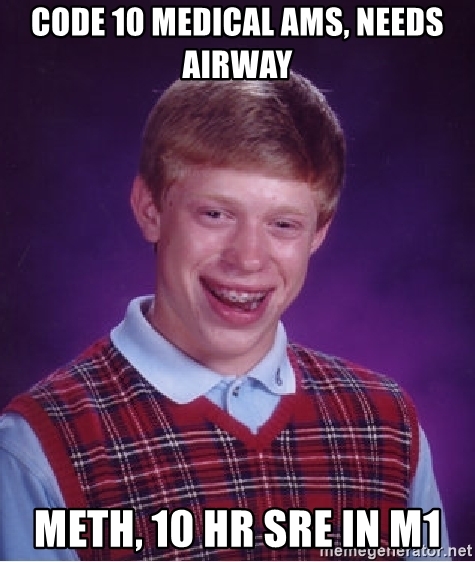 CODE 10 MEDICAL AMS, NEEDS
AIRWAY
METH, 10 HR SRE IN M1
memegenerator.net